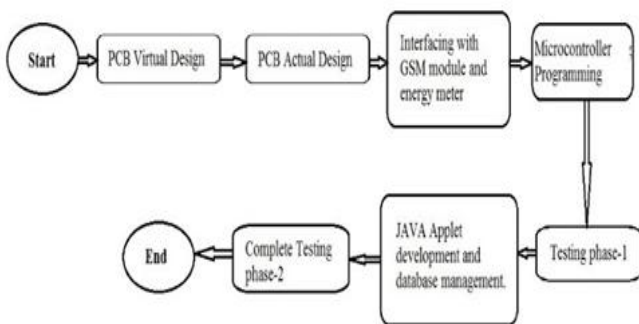 Start
PCB Virtual Design
PCB Actual Design
Interfacing with
GSM module and
energy meter
Microcontroller
Programming
Testing phase-1
JAVA Applet
development and
database management.
Complete Testing
phase-2
End